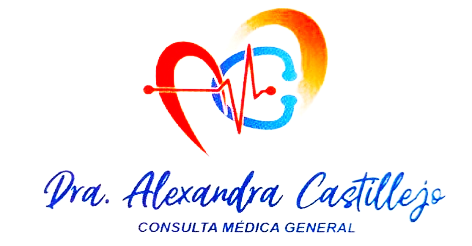 Dra. Alexandra Castillejo
CONSULTA MÉDICA GENERAL